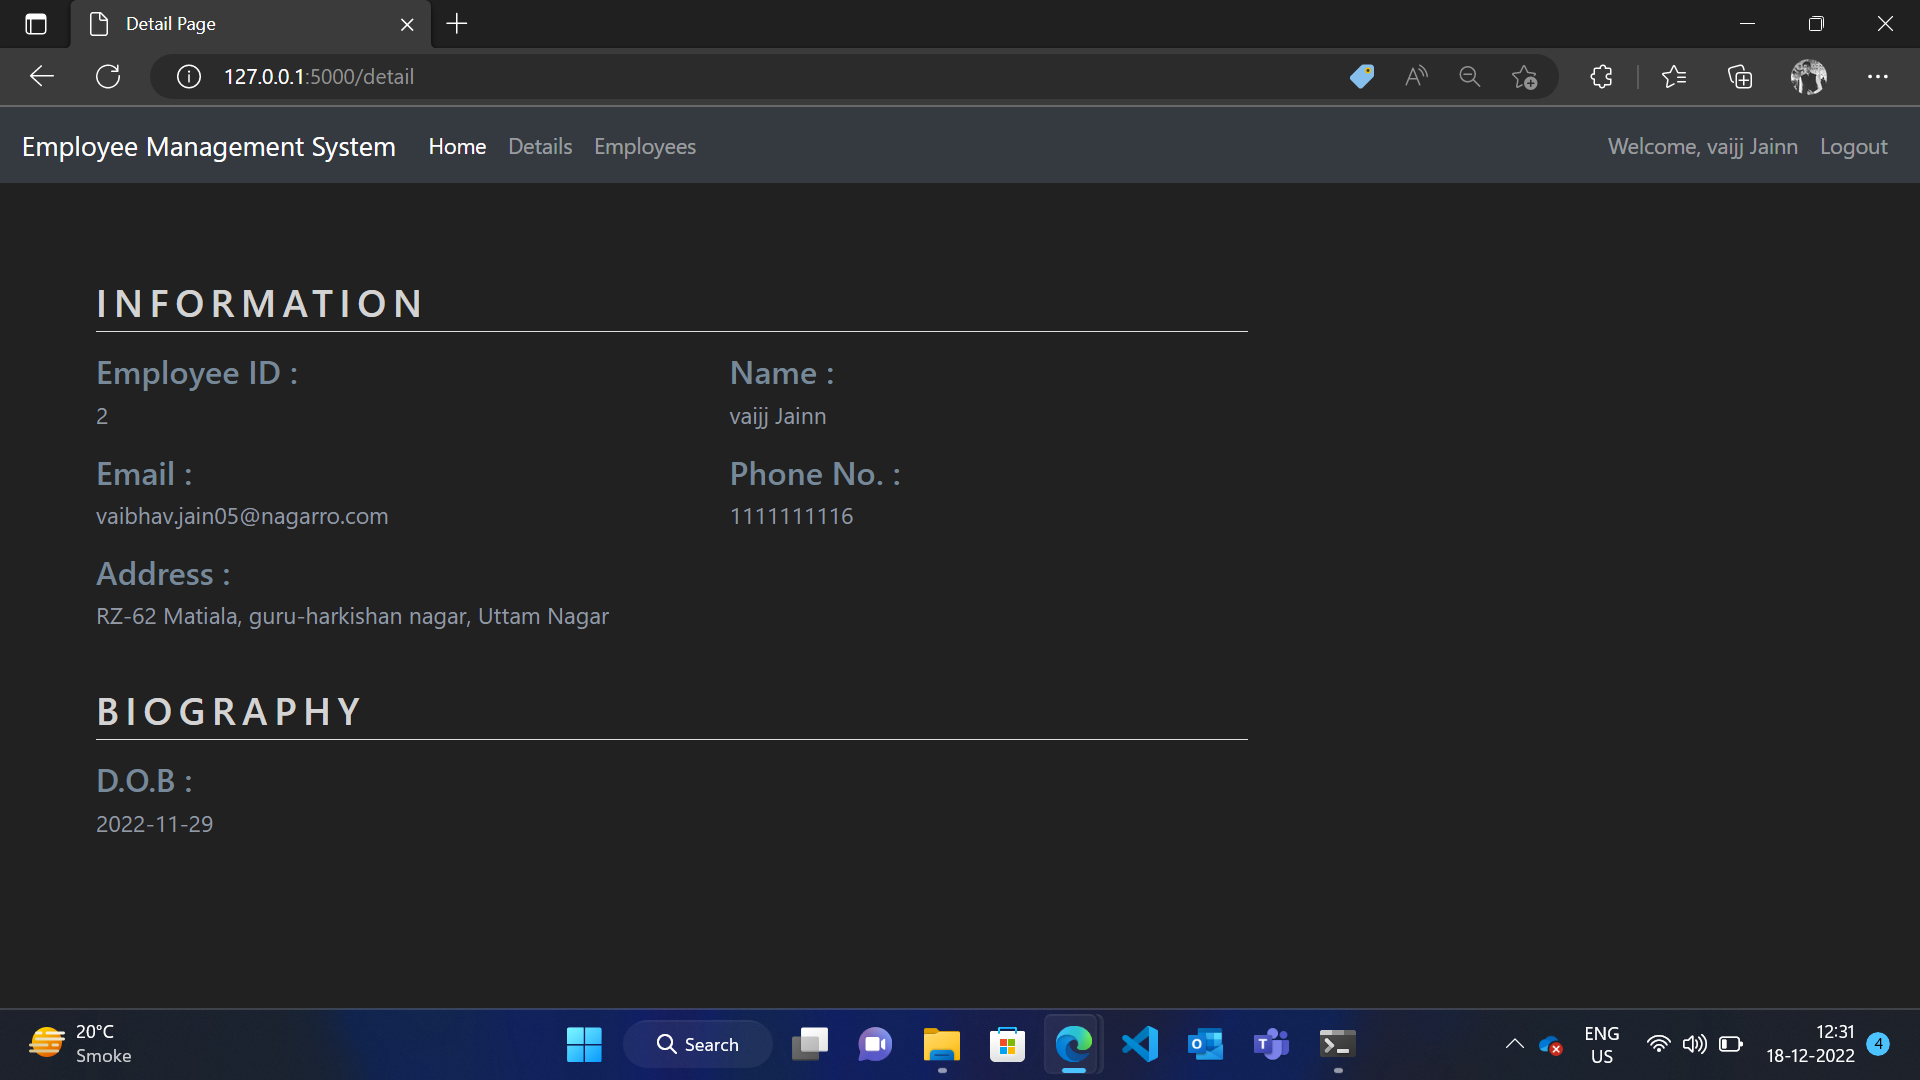 Detail Page
127.0.0.1:5000/detail
Employee Management System Home Details Employees Welcome, vaijj Jainn Logout
INFORMATION
Employee ID : Name :
2 vaijj Jainn
Email : Phone No. :
vaibhav.jain05@nagarro.com 1111111116
Address :
RZ-62 Matiala, guru-harkishan nagar, Uttam Nagar
BIOGRAPHY
D.O.B :
2022-11-29
20°C
Smoke
Search
ENG
US
12:31
18-12-2022
4